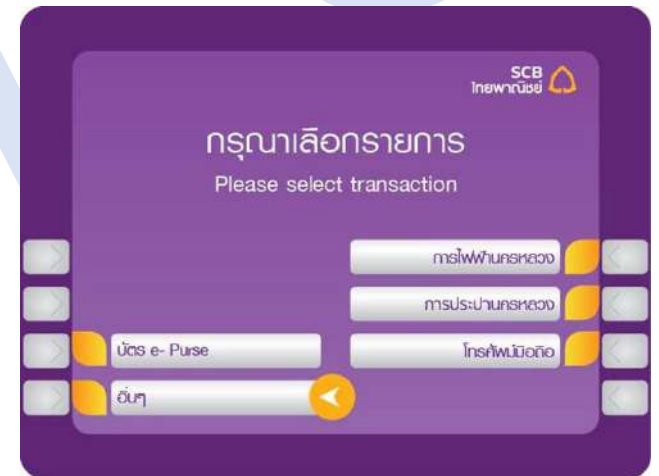 SCB
ไทยพาณิชย์
กรุณาเลือกรายการ
Please select transaction
การไฟฟ้านครหลวง
การประปานครหลวง
บัตร e- Purse
โทรศัพท์มือถือ
อื่นๆ